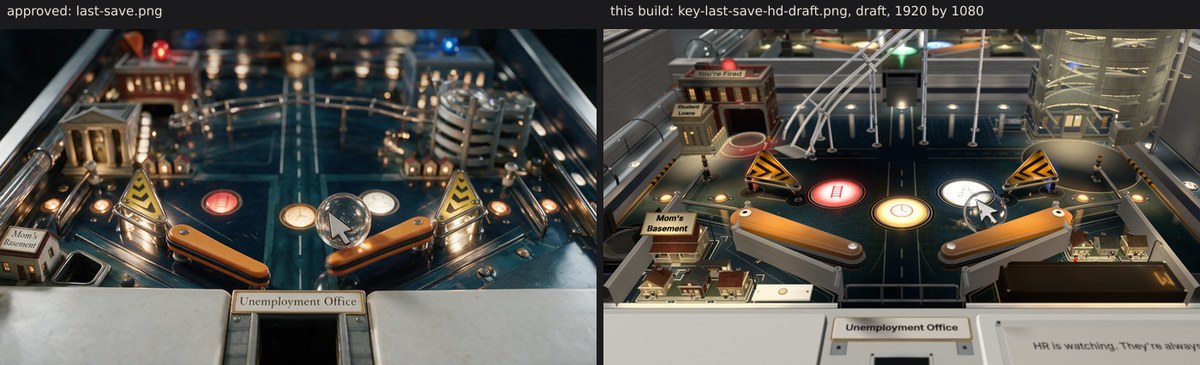 approved: last-save.png
this build: key-last-save-hd-draft.png, draft, 1920 by 1080
Mom's
Basement
Unemployment Office
You're Fired
Student
Loans
Mom's
Basement
Unemployment Office
HR is watching. They're always